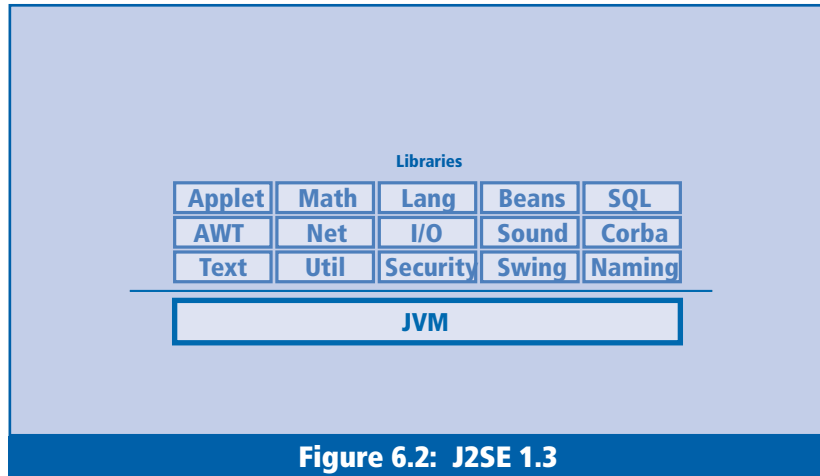 Libraries
Applet Math Lang Beans SQL
AWT Net I/O Sound Corba
Text Util Security Swing Naming
JVM
Figure 6.2: J2SE 1.3